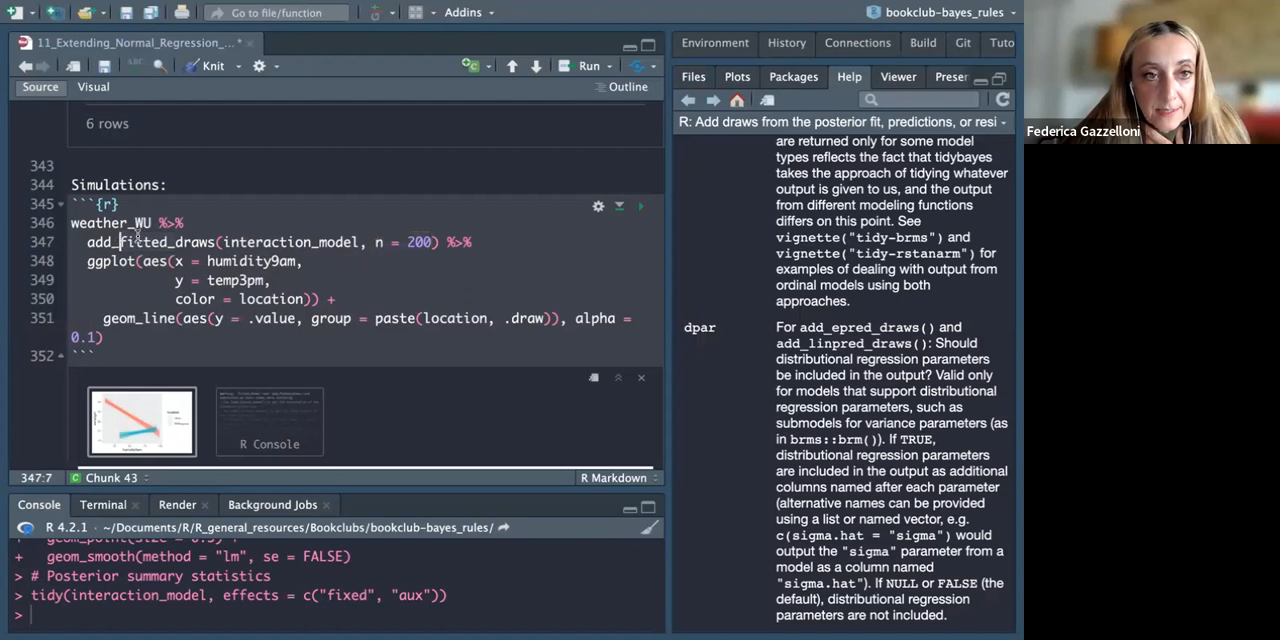 Go to file/function
Addins
bookclub-bayes_rules
11_Extending_Normal_Regression_...*
Knit
Run
Source
Visual
Outline
6 rows
343
344 Simulations:
345 ```{r}
346 weather_WU %>%
347 add_fitted_draws(interaction_model, n = 200) %>%
348 ggplot(aes(x = humidity9am,
349 y = temp3pm,
350 color = location)) +
351 geom_line(aes(y = .value, group = paste(location, .draw)), alpha =
0.1)
352 ```
R Console
347:7
Chunk 43
R Markdown
Console
Terminal
Render
Background Jobs
R 4.2.1 · ~/Documents/R/R_general_resources/Bookclubs/bookclub-bayes_rules/
+ geom_point(size = 0.5) +
+ geom_smooth(method = "lm", se = FALSE)
> # Posterior summary statistics
> tidy(interaction_model, effects = c("fixed", "aux"))
>
Environment
History
Connections
Build
Git
Tuto
Files
Plots
Packages
Help
Viewer
Preser
R: Add draws from the posterior fit, predictions, or resi
are returned only for some model
types reflects the fact that tidybayes
takes the approach of tidying whatever
output is given to us, and the output
from different modeling functions
differs on this point. See
vignette("tidy-brms") and
vignette("tidy-rstanarm") for
examples of dealing with output from
ordinal models using both
approaches.
dpar
For add_epred_draws() and
add_linpred_draws(): Should
distributional regression parameters
be included in the output? Valid only
for models that support distributional
regression parameters, such as
submodels for variance parameters (as
in brms::brm()). If TRUE,
distributional regression parameters
are included in the output as additional
columns named after each parameter
(alternative names can be provided
using a list or named vector, e.g.
c(sigma.hat = "sigma") would
output the "sigma" parameter from a
model as a column named
"sigma.hat"). If NULL or FALSE (the
default), distributional regression
parameters are not included.
Federica Gazzelloni